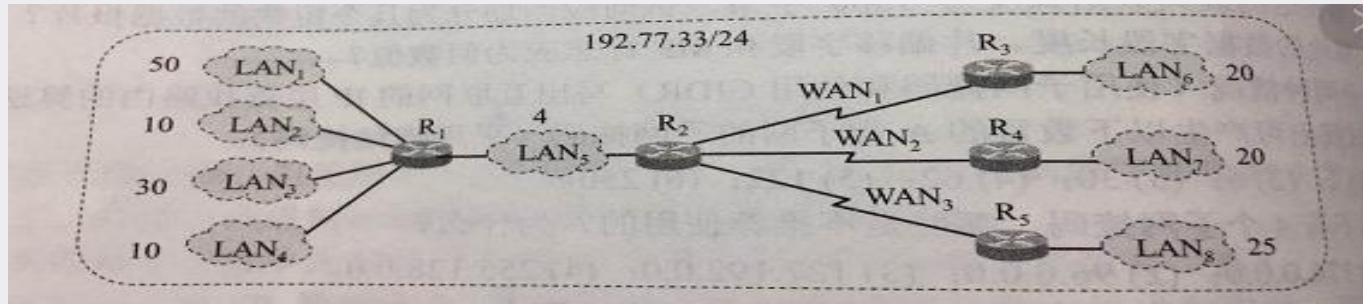 192.77.33/24
50 LAN₁
10 LAN₂
30 LAN₃
10 LAN₄
R₁
4
LAN₅
R₂
WAN₁
WAN₂
WAN₃
R₃
LAN₆ 20
R₄
LAN₇ 20
R₅
LAN₈ 25